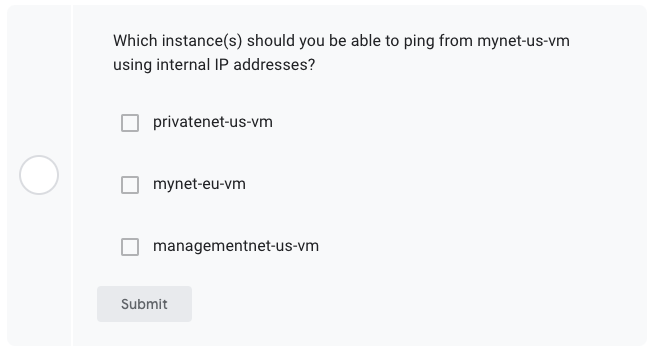 Which instance(s) should you be able to ping from mynet-us-vm
using internal IP addresses?
privatenet-us-vm
mynet-eu-vm
managementnet-us-vm
Submit